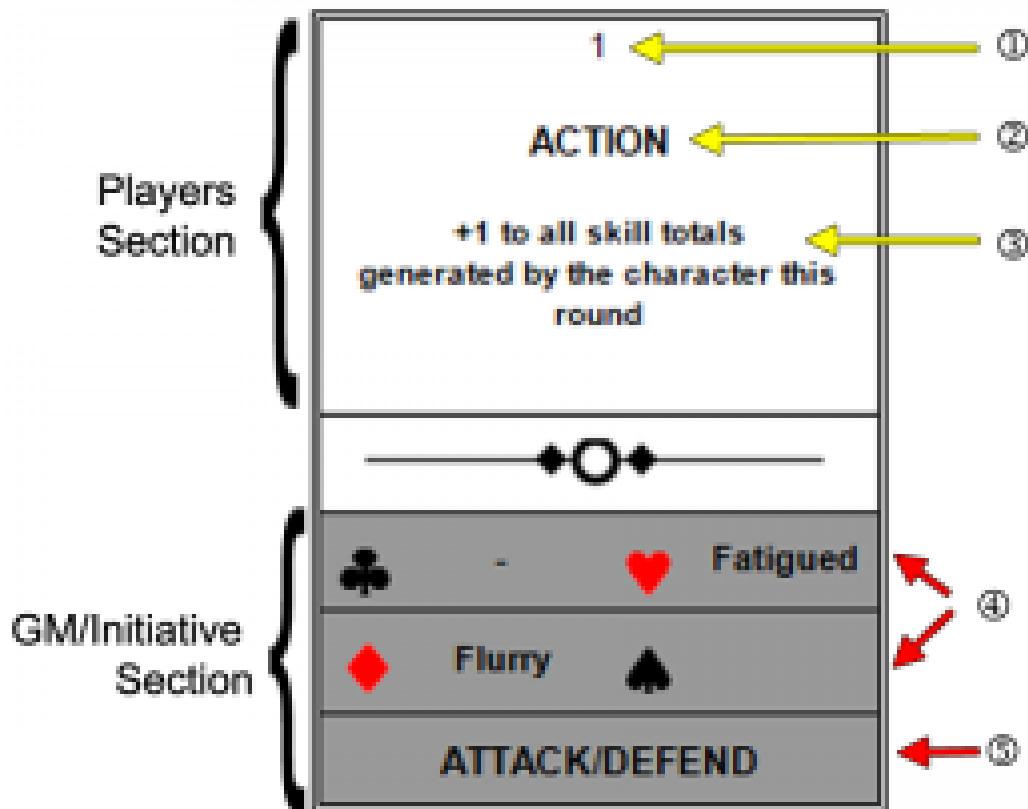 1 ①
ACTION ②
Players
Section
+1 to all skill totals ③
generated by the character this
round
GM/Initiative
Section
- Fatigued ④
Flurry
ATTACK/DEFEND ⑤